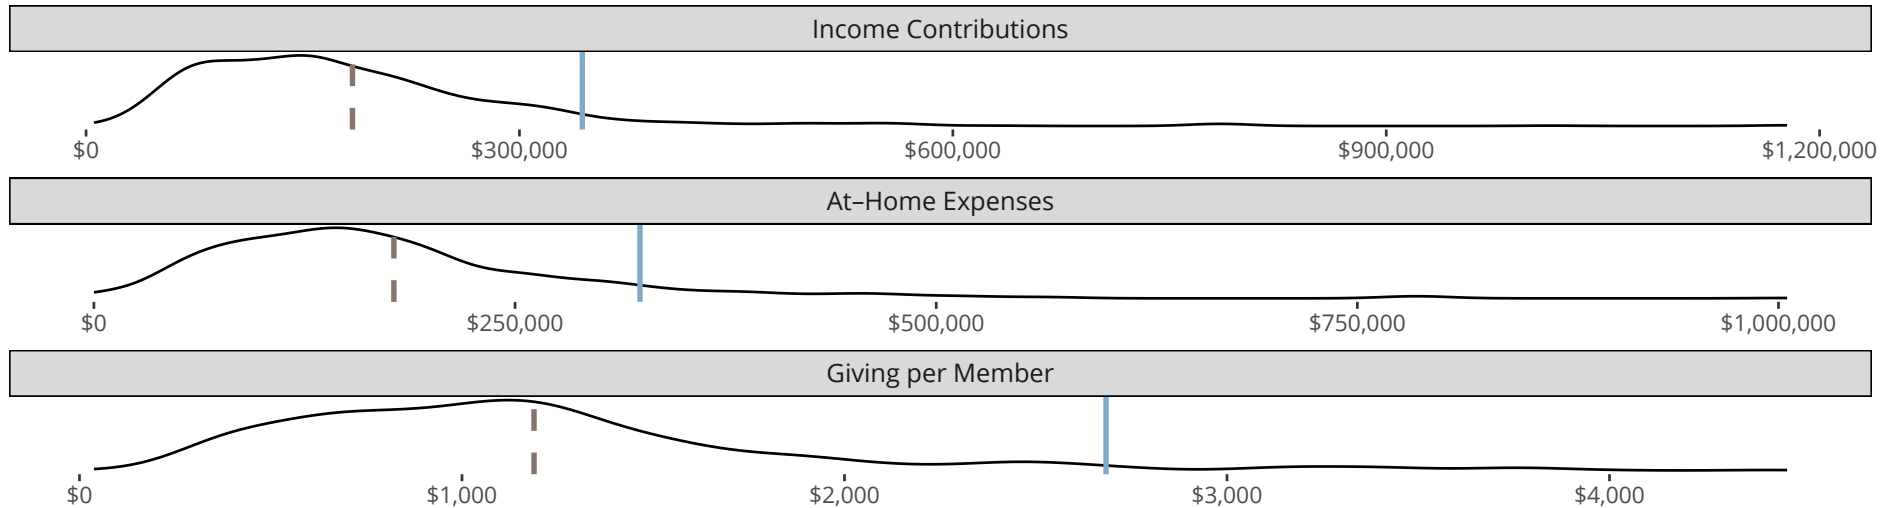 Income Contributions
$0 $300,000 $600,000 $900,000 $1,200,000
At–Home Expenses
$0 $250,000 $500,000 $750,000 $1,000,000
Giving per Member
$0 $1,000 $2,000 $3,000 $4,000